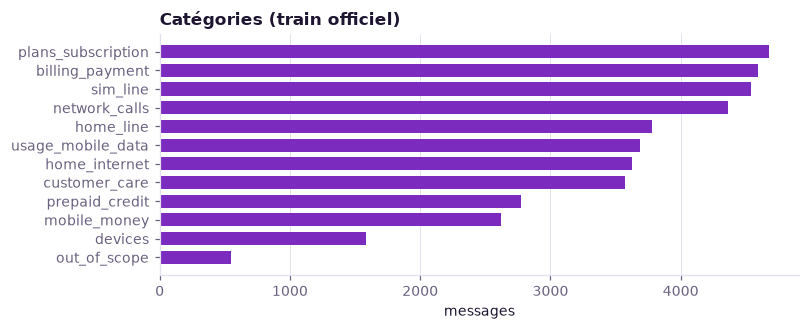 Catégories (train officiel)
plans_subscription
billing_payment
sim_line
network_calls
home_line
usage_mobile_data
home_internet
customer_care
prepaid_credit
mobile_money
devices
out_of_scope
0 1000 2000 3000 4000
messages